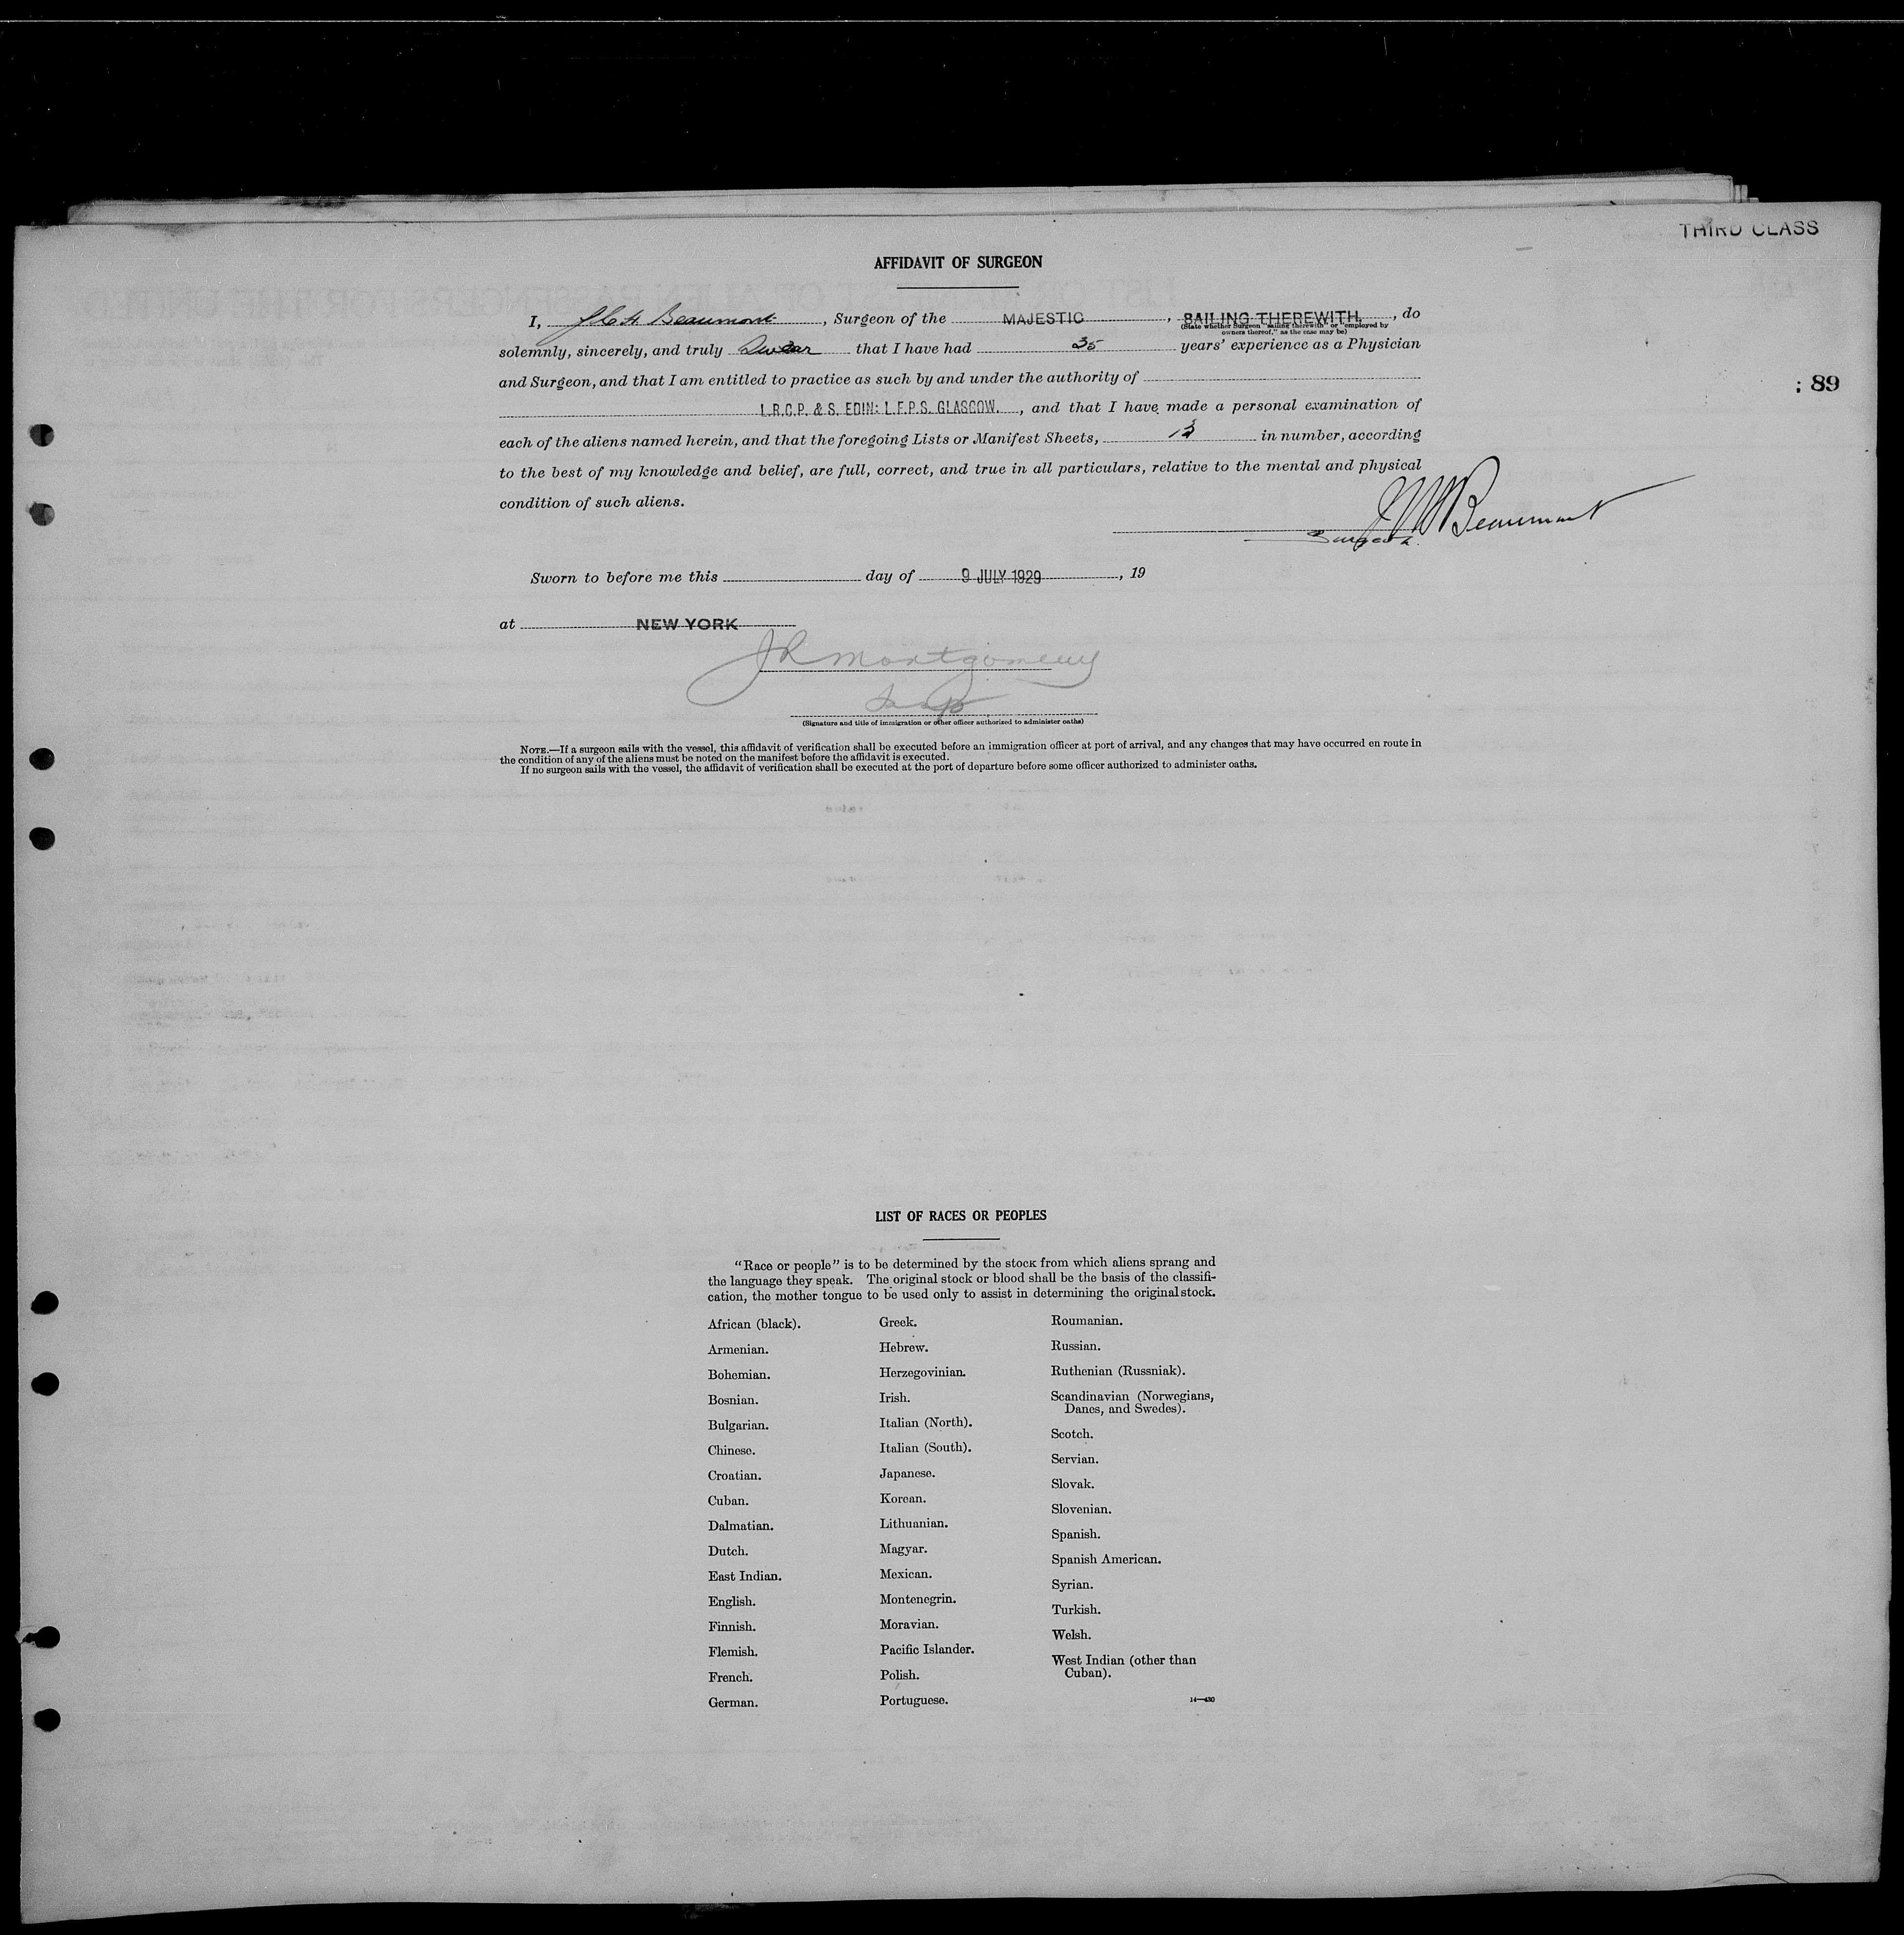 THIRD CLASS
AFFIDAVIT OF SURGEON
I, J.C.H. Beaumont, Surgeon of the MAJESTIC, SAILING THEREWITH, do
(State whether Surgeon "sailing therewith" or "employed by
owners thereof," as the case may be)
solemnly, sincerely, and truly Swear that I have had 35 years' experience as a Physician
and Surgeon, and that I am entitled to practice as such by and under the authority of
: 89
L.R.C.P. & S. EDIN: L.F.P.S. GLASGOW., and that I have made a personal examination of
each of the aliens named herein, and that the foregoing Lists or Manifest Sheets, in number, according
to the best of my knowledge and belief, are full, correct, and true in all particulars, relative to the mental and physical
condition of such aliens.
Beaumont
Surgeon.
Sworn to before me this day of 9 JULY 1929, 19
at NEW YORK
JR Montgomery
(Signature and title of immigration or other officer authorized to administer oaths)
NOTE.—If a surgeon sails with the vessel, this affidavit of verification shall be executed before an immigration officer at port of arrival, and any changes that may have occurred en route in
the condition of any of the aliens must be noted on the manifest before the affidavit is executed.
If no surgeon sails with the vessel, the affidavit of verification shall be executed at the port of departure before some officer authorized to administer oaths.
LIST OF RACES OR PEOPLES
"Race or people" is to be determined by the stock from which aliens sprang and
the language they speak. The original stock or blood shall be the basis of the classifi-
cation, the mother tongue to be used only to assist in determining the original stock.
African (black).
Armenian.
Bohemian.
Bosnian.
Bulgarian.
Chinese.
Croatian.
Cuban.
Dalmatian.
Dutch.
East Indian.
English.
Finnish.
Flemish.
French.
German.
Greek.
Hebrew.
Herzegovinian.
Irish.
Italian (North).
Italian (South).
Japanese.
Korean.
Lithuanian.
Magyar.
Mexican.
Montenegrin.
Moravian.
Pacific Islander.
Polish.
Portuguese.
Roumanian.
Russian.
Ruthenian (Russniak).
Scandinavian (Norwegians,
Danes, and Swedes).
Scotch.
Servian.
Slovak.
Slovenian.
Spanish.
Spanish American.
Syrian.
Turkish.
Welsh.
West Indian (other than
Cuban).
14—430